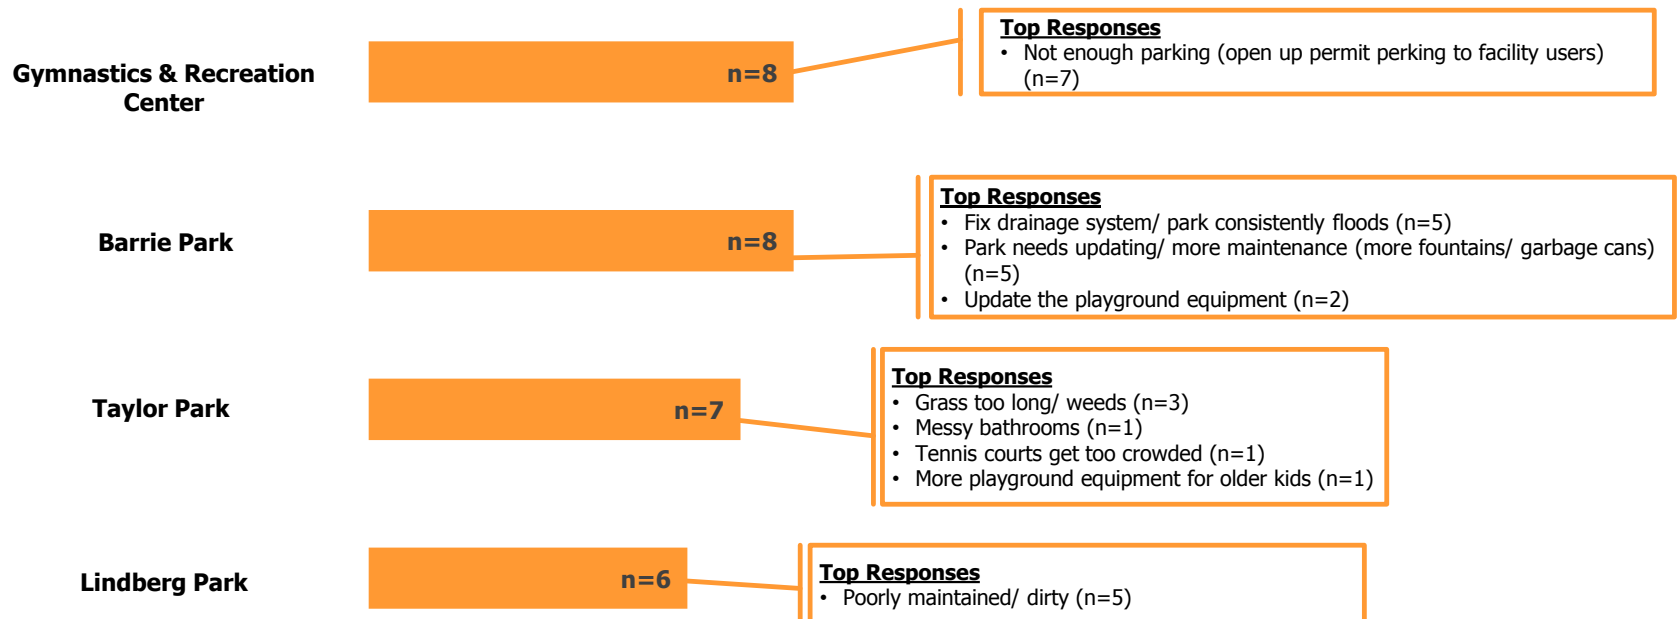 Gymnastics & Recreation
Center
n=8
Top Responses
• Not enough parking (open up permit perking to facility users)
(n=7)
Barrie Park
n=8
Top Responses
• Fix drainage system/ park consistently floods (n=5)
• Park needs updating/ more maintenance (more fountains/ garbage cans)
(n=5)
• Update the playground equipment (n=2)
Taylor Park
n=7
Top Responses
• Grass too long/ weeds (n=3)
• Messy bathrooms (n=1)
• Tennis courts get too crowded (n=1)
• More playground equipment for older kids (n=1)
Lindberg Park
n=6
Top Responses
• Poorly maintained/ dirty (n=5)